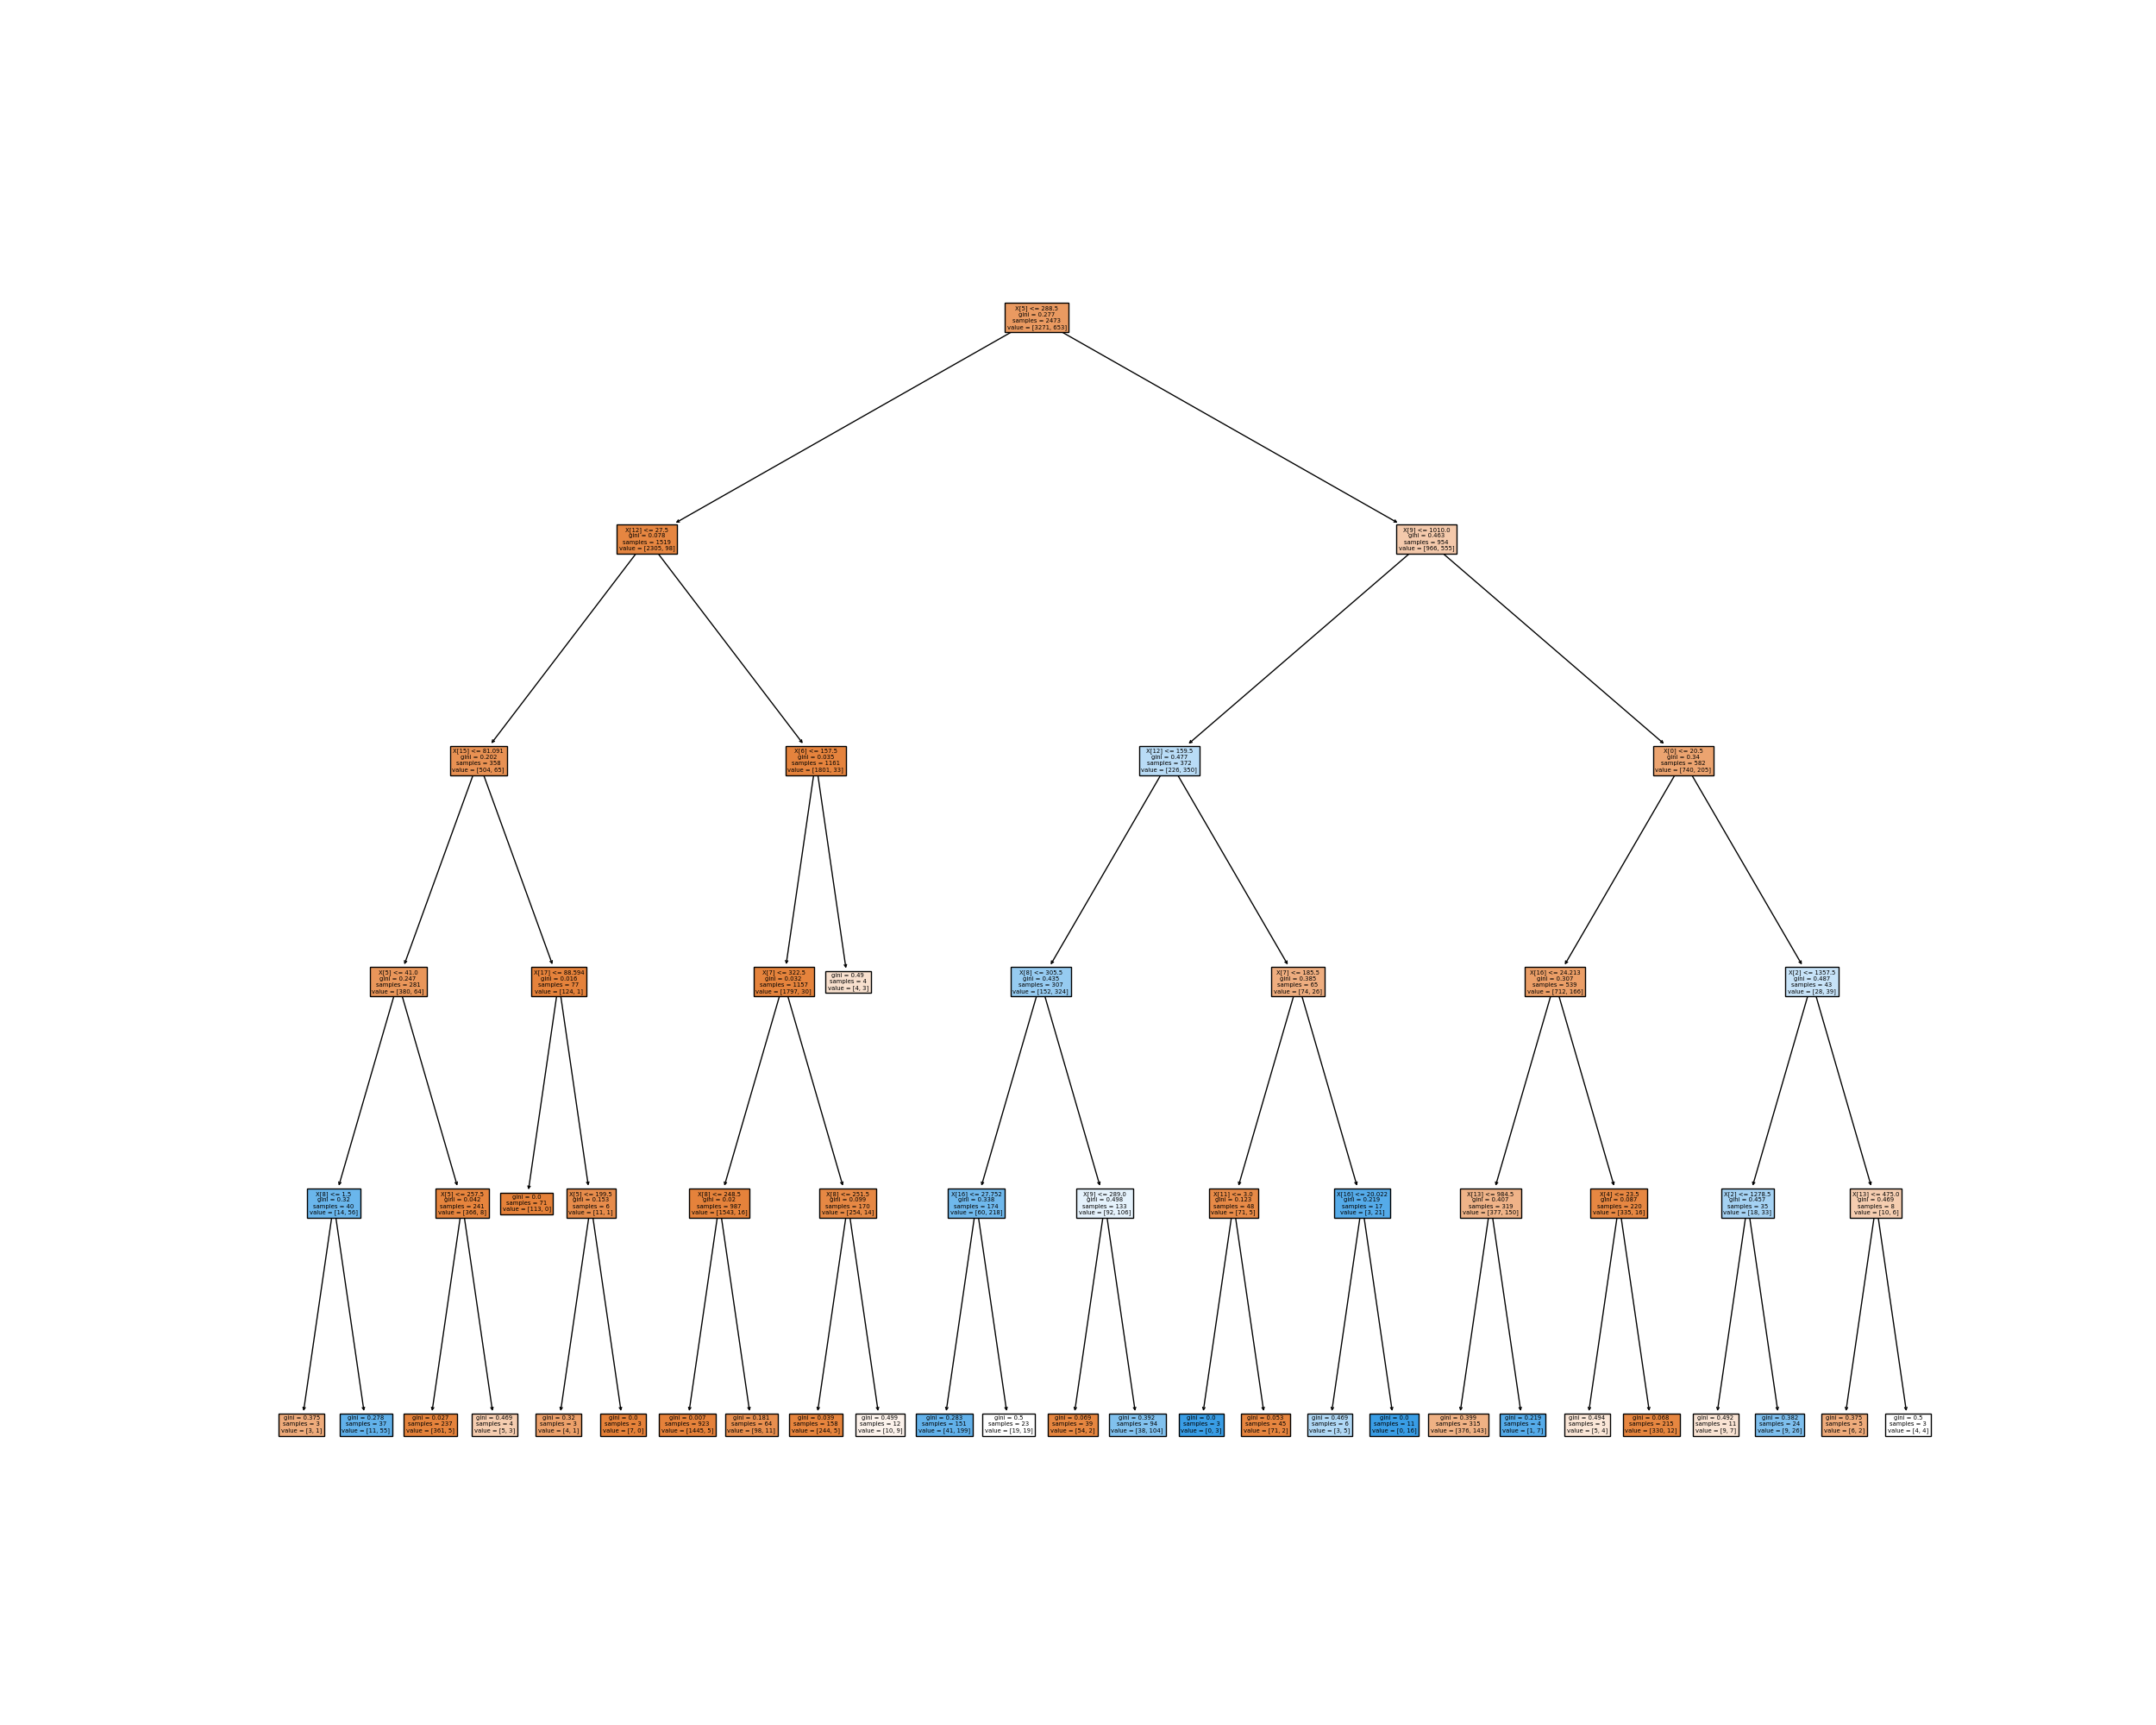 X[5] <= 288.5
gini = 0.277
samples = 2473
value = [3271, 653]
X[12] <= 27.5
gini = 0.078
samples = 1519
value = [2305, 98]
X[9] <= 1010.0
gini = 0.463
samples = 954
value = [966, 555]
X[15] <= 81.091
gini = 0.202
samples = 358
value = [504, 65]
X[6] <= 157.5
gini = 0.035
samples = 1161
value = [1801, 33]
X[12] <= 159.5
gini = 0.477
samples = 372
value = [226, 350]
X[0] <= 20.5
gini = 0.34
samples = 582
value = [740, 205]
X[5] <= 41.0
gini = 0.247
samples = 281
value = [380, 64]
X[17] <= 88.594
gini = 0.016
samples = 77
value = [124, 1]
X[7] <= 322.5
gini = 0.032
samples = 1157
value = [1797, 30]
gini = 0.49
samples = 4
value = [4, 3]
X[8] <= 305.5
gini = 0.435
samples = 307
value = [152, 324]
X[7] <= 185.5
gini = 0.385
samples = 65
value = [74, 26]
X[16] <= 24.213
gini = 0.307
samples = 539
value = [712, 166]
X[2] <= 1357.5
gini = 0.487
samples = 43
value = [28, 39]
X[8] <= 1.5
gini = 0.32
samples = 40
value = [14, 56]
X[5] <= 257.5
gini = 0.042
samples = 241
value = [366, 8]
gini = 0.0
samples = 71
value = [113, 0]
X[5] <= 199.5
gini = 0.153
samples = 6
value = [11, 1]
X[8] <= 248.5
gini = 0.02
samples = 987
value = [1543, 16]
X[8] <= 251.5
gini = 0.099
samples = 170
value = [254, 14]
X[16] <= 27.752
gini = 0.338
samples = 174
value = [60, 218]
X[9] <= 289.0
gini = 0.498
samples = 133
value = [92, 106]
X[11] <= 3.0
gini = 0.123
samples = 48
value = [71, 5]
X[16] <= 20.022
gini = 0.219
samples = 17
value = [3, 21]
X[13] <= 984.5
gini = 0.407
samples = 319
value = [377, 150]
X[4] <= 23.5
gini = 0.087
samples = 220
value = [335, 16]
X[2] <= 1278.5
gini = 0.457
samples = 35
value = [18, 33]
X[13] <= 475.0
gini = 0.469
samples = 8
value = [10, 6]
gini = 0.375
samples = 3
value = [3, 1]
gini = 0.278
samples = 37
value = [11, 55]
gini = 0.027
samples = 237
value = [361, 5]
gini = 0.469
samples = 4
value = [5, 3]
gini = 0.32
samples = 3
value = [4, 1]
gini = 0.0
samples = 3
value = [7, 0]
gini = 0.007
samples = 923
value = [1445, 5]
gini = 0.181
samples = 64
value = [98, 11]
gini = 0.039
samples = 158
value = [244, 5]
gini = 0.499
samples = 12
value = [10, 9]
gini = 0.283
samples = 151
value = [41, 199]
gini = 0.5
samples = 23
value = [19, 19]
gini = 0.069
samples = 39
value = [54, 2]
gini = 0.392
samples = 94
value = [38, 104]
gini = 0.0
samples = 3
value = [0, 3]
gini = 0.053
samples = 45
value = [71, 2]
gini = 0.469
samples = 6
value = [3, 5]
gini = 0.0
samples = 11
value = [0, 16]
gini = 0.399
samples = 315
value = [376, 143]
gini = 0.219
samples = 4
value = [1, 7]
gini = 0.494
samples = 5
value = [5, 4]
gini = 0.068
samples = 215
value = [330, 12]
gini = 0.492
samples = 11
value = [9, 7]
gini = 0.382
samples = 24
value = [9, 26]
gini = 0.375
samples = 5
value = [6, 2]
gini = 0.5
samples = 3
value = [4, 4]